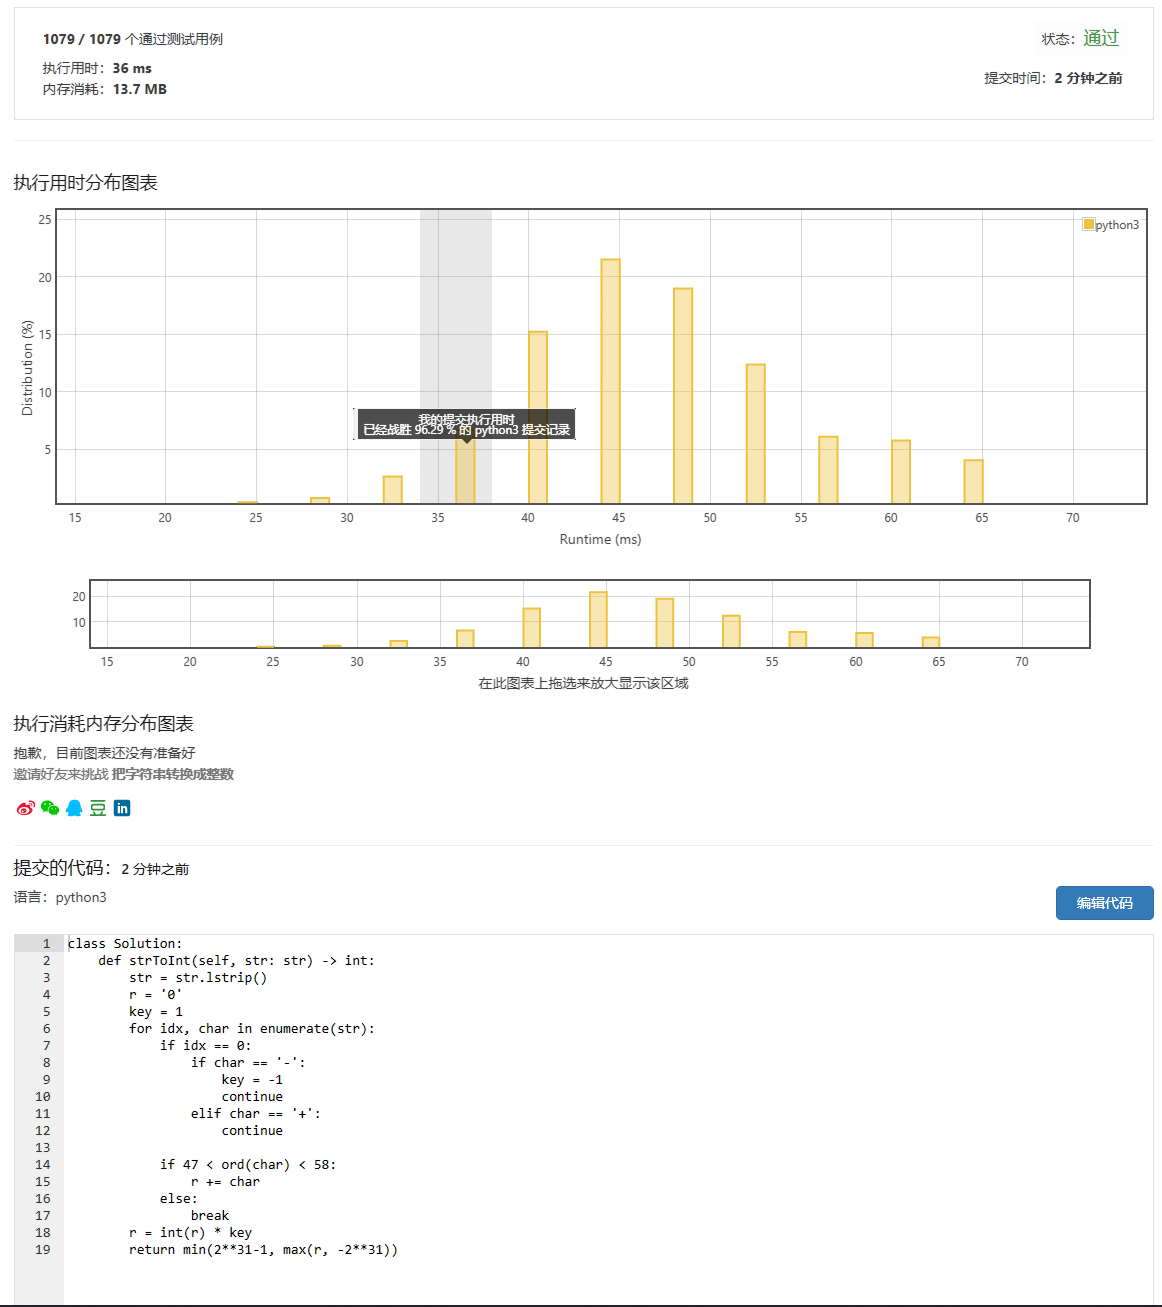 1079 / 1079 个通过测试用例
状态：通过
执行用时：36 ms
内存消耗：13.7 MB
提交时间：2 分钟之前
执行用时分布图表
python3
Distribution (%)
25
20
15
10
5
我的提交执行用时
已经战胜 96.29 % 的 python3 提交记录
15 20 25 30 35 40 45 50 55 60 65 70
Runtime (ms)
20
10
15 20 25 30 35 40 45 50 55 60 65 70
在此图表上拖选来放大显示该区域
执行消耗内存分布图表
抱歉，目前图表还没有准备好
邀请好友来挑战 把字符串转换成整数
豆
in
提交的代码：2 分钟之前
语言：python3
编辑代码
1 class Solution:
2     def strToInt(self, str: str) -> int:
3         str = str.lstrip()
4         r = '0'
5         key = 1
6         for idx, char in enumerate(str):
7             if idx == 0:
8                 if char == '-':
9                     key = -1
10                     continue
11                 elif char == '+':
12                     continue
13
14             if 47 < ord(char) < 58:
15                 r += char
16             else:
17                 break
18         r = int(r) * key
19         return min(2**31-1, max(r, -2**31))